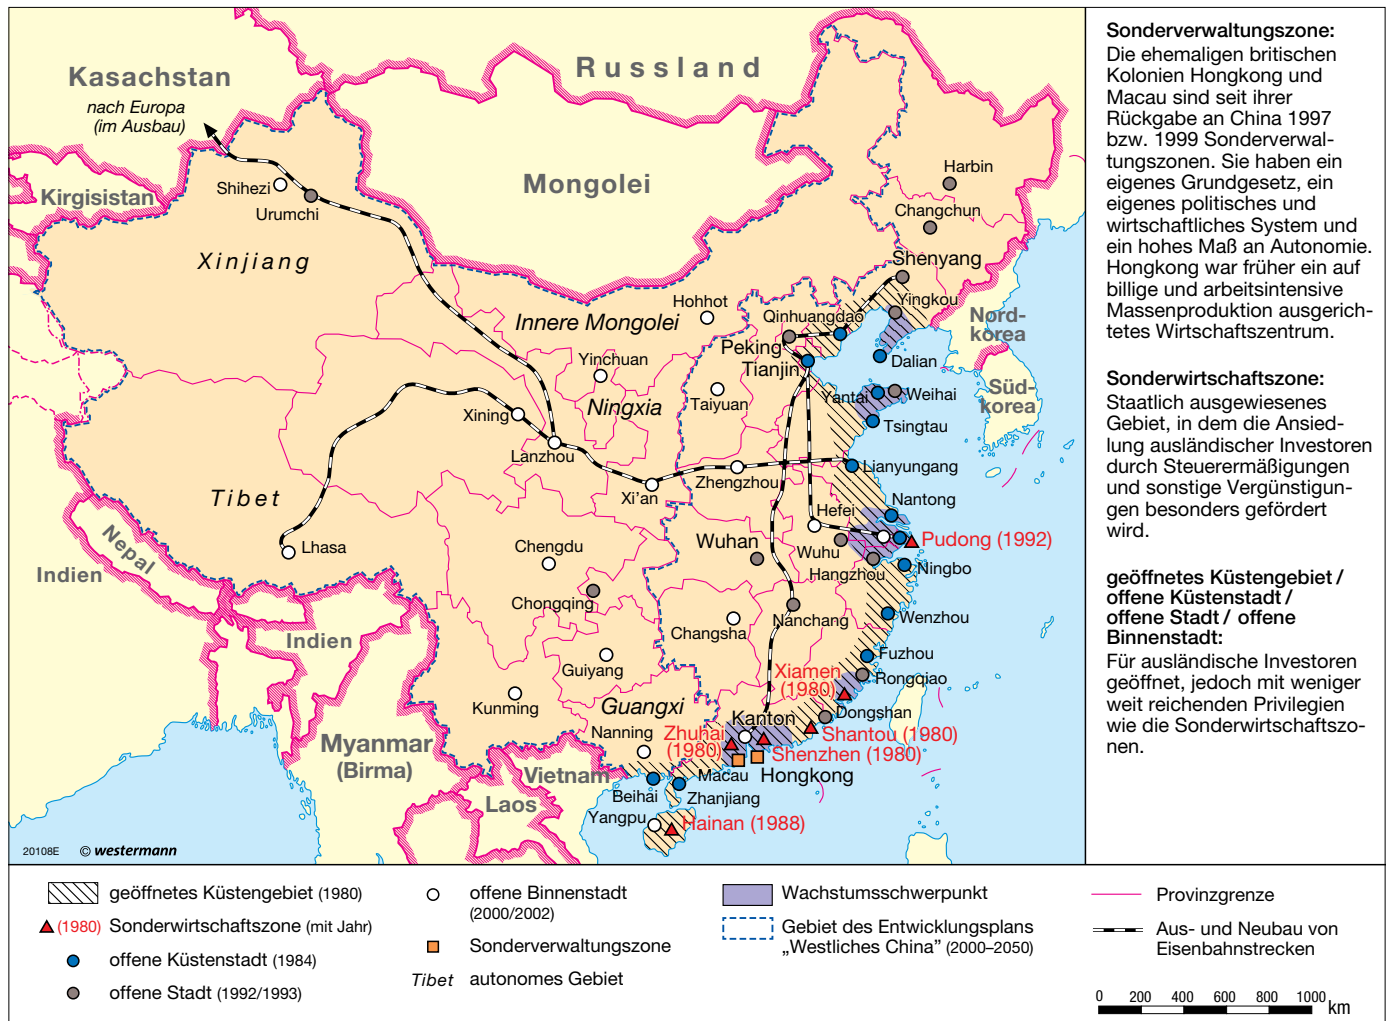 Kasachstan
nach Europa
(im Ausbau)
Russland
Mongolei
Kirgisistan
Shihezi
Urumchi
Xinjiang
Harbin
Changchun
Shenyang
Yingkou
Hohhot
Qinhuangdao
Innere Mongolei
Peking
Tianjin
Nord-
korea
Dalian
Yinchuan
Ningxia
Taiyuan
Yantai
Weihai
Süd-
korea
Xining
Tsingtau
Lanzhou
Lianyungang
Zhengzhou
Xi'an
Tibet
Nantong
Hefei
Lhasa
Nepal
Indien
Chengdu
Wuhan
Wuhu
Pudong (1992)
Hangzhou
Ningbo
Chongqing
Changsha
Nanchang
Wenzhou
Indien
Guiyang
Fuzhou
Xiamen
(1980)
Rongqiao
Kunming
Guangxi
Kanton
Dongshan
Nanning
Zhuhai
(1980)
Shantou (1980)
Shenzhen (1980)
Myanmar
(Birma)
Vietnam
Macau
Hongkong
Laos
Beihai
Zhanjiang
Yangpu
Hainan (1988)
20108E © westermann
Sonderverwaltungszone:
Die ehemaligen britischen
Kolonien Hongkong und
Macau sind seit ihrer
Rückgabe an China 1997
bzw. 1999 Sonderverwal-
tungszonen. Sie haben ein
eigenes Grundgesetz, ein
eigenes politisches und
wirtschaftliches System und
ein hohes Maß an Autonomie.
Hongkong war früher ein auf
billige und arbeitsintensive
Massenproduktion ausgerich-
tetes Wirtschaftszentrum.
Sonderwirtschaftszone:
Staatlich ausgewiesenes
Gebiet, in dem die Ansied-
lung ausländischer Investoren
durch Steuerermäßigungen
und sonstige Vergünstigun-
gen besonders gefördert
wird.
geöffnetes Küstengebiet /
offene Küstenstadt /
offene Stadt / offene
Binnenstadt:
Für ausländische Investoren
geöffnet, jedoch mit weniger
weit reichenden Privilegien
wie die Sonderwirtschaftszo-
nen.
geöffnetes Küstengebiet (1980)
(1980) Sonderwirtschaftszone (mit Jahr)
offene Küstenstadt (1984)
offene Stadt (1992/1993)
offene Binnenstadt
(2000/2002)
Sonderverwaltungszone
Tibet autonomes Gebiet
Wachstumsschwerpunkt
Gebiet des Entwicklungsplans
„Westliches China" (2000–2050)
Provinzgrenze
Aus- und Neubau von
Eisenbahnstrecken
0 200 400 600 800 1000 km